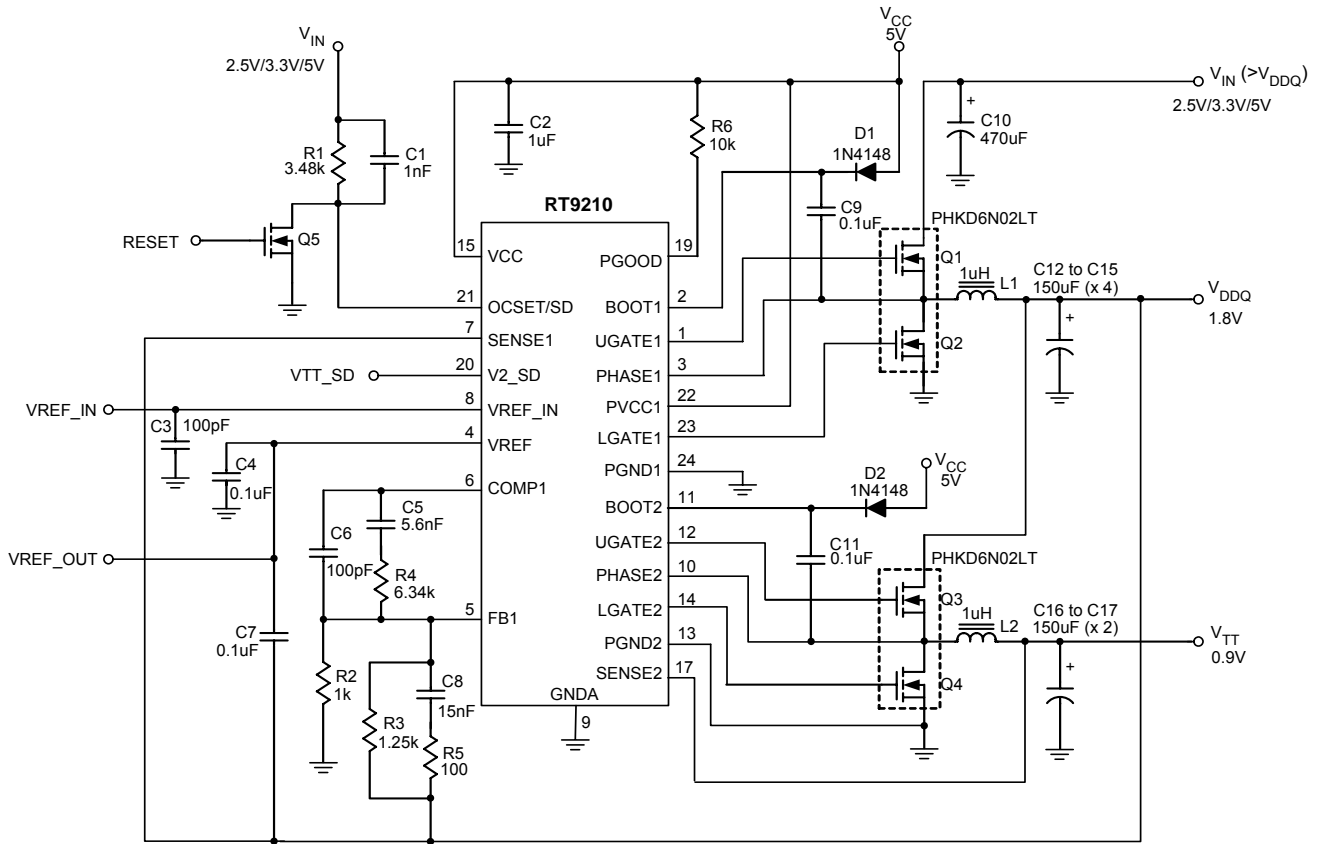 VIN
2.5V/3.3V/5V
R1
3.48k
C1
1nF
RESET
Q5
C2
1uF
R6
10k
VCC
5V
D1
1N4148
C9
0.1uF
VIN (>VDDQ)
2.5V/3.3V/5V
+
C10
470uF
RT9210
PHKD6N02LT
Q1
Q2
1uH
L1
C12 to C15
150uF (x 4)
+
VDDQ
1.8V
15
VCC
21
OCSET/SD
7
SENSE1
VTT_SD
20
V2_SD
VREF_IN
8
VREF_IN
C3
100pF
4
VREF
C4
0.1uF
6
COMP1
C5
5.6nF
C6
100pF
R4
6.34k
VREF_OUT
5
FB1
C7
0.1uF
R2
1k
R3
1.25k
C8
15nF
R5
100
GNDA
9
19
PGOOD
2
BOOT1
1
UGATE1
3
PHASE1
22
PVCC1
23
LGATE1
24
PGND1
11
BOOT2
12
UGATE2
10
PHASE2
14
LGATE2
13
PGND2
17
SENSE2
D2
1N4148
VCC
5V
C11
0.1uF
PHKD6N02LT
Q3
Q4
1uH
L2
C16 to C17
150uF (x 2)
+
VTT
0.9V